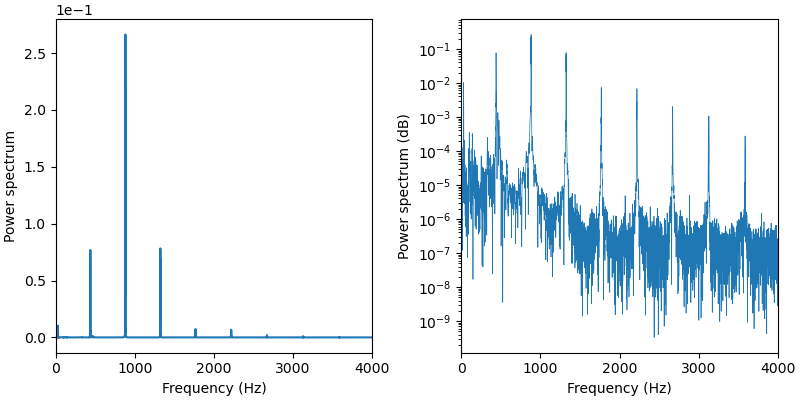 1e−1
2.5
2.0
1.5
1.0
0.5
0.0
Power spectrum
0 1000 2000 3000 4000
Frequency (Hz)
10⁻¹
10⁻²
10⁻³
10⁻⁴
10⁻⁵
10⁻⁶
10⁻⁷
10⁻⁸
10⁻⁹
Power spectrum (dB)
0 1000 2000 3000 4000
Frequency (Hz)